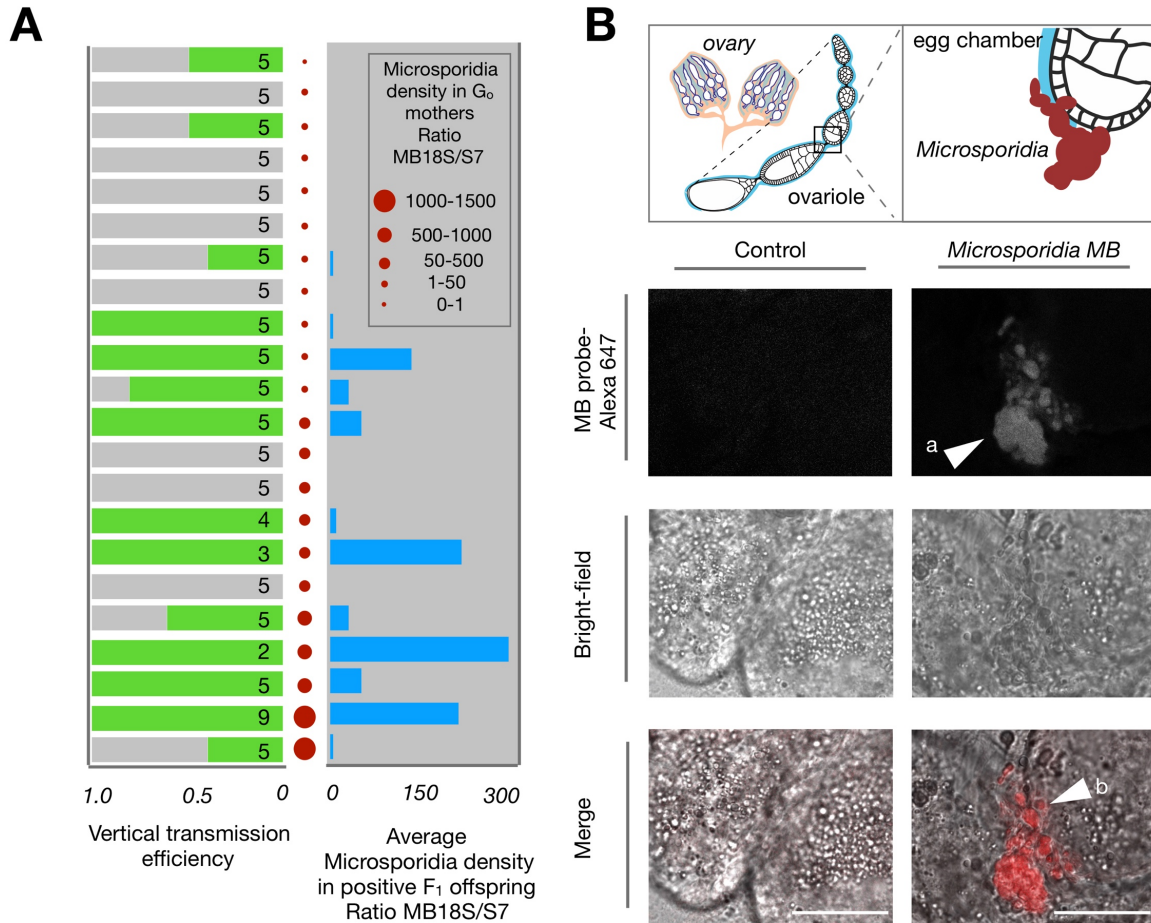 A
5
5
5
5
5
5
5
5
5
5
5
5
5
5
4
3
5
5
2
5
9
5
1.0 0.5 0
Vertical transmission
efficiency
Microsporidia
density in Go
mothers
Ratio
MB18S/S7
1000-1500
500-1000
50-500
1-50
0-1
0 150 300
Average
Microsporidia density
in positive F1 offspring
Ratio MB18S/S7
B
ovary
ovariole
egg chamber
Microsporidia
Control
Microsporidia MB
MB probe-
Alexa 647
a
Bright-field
Merge
b